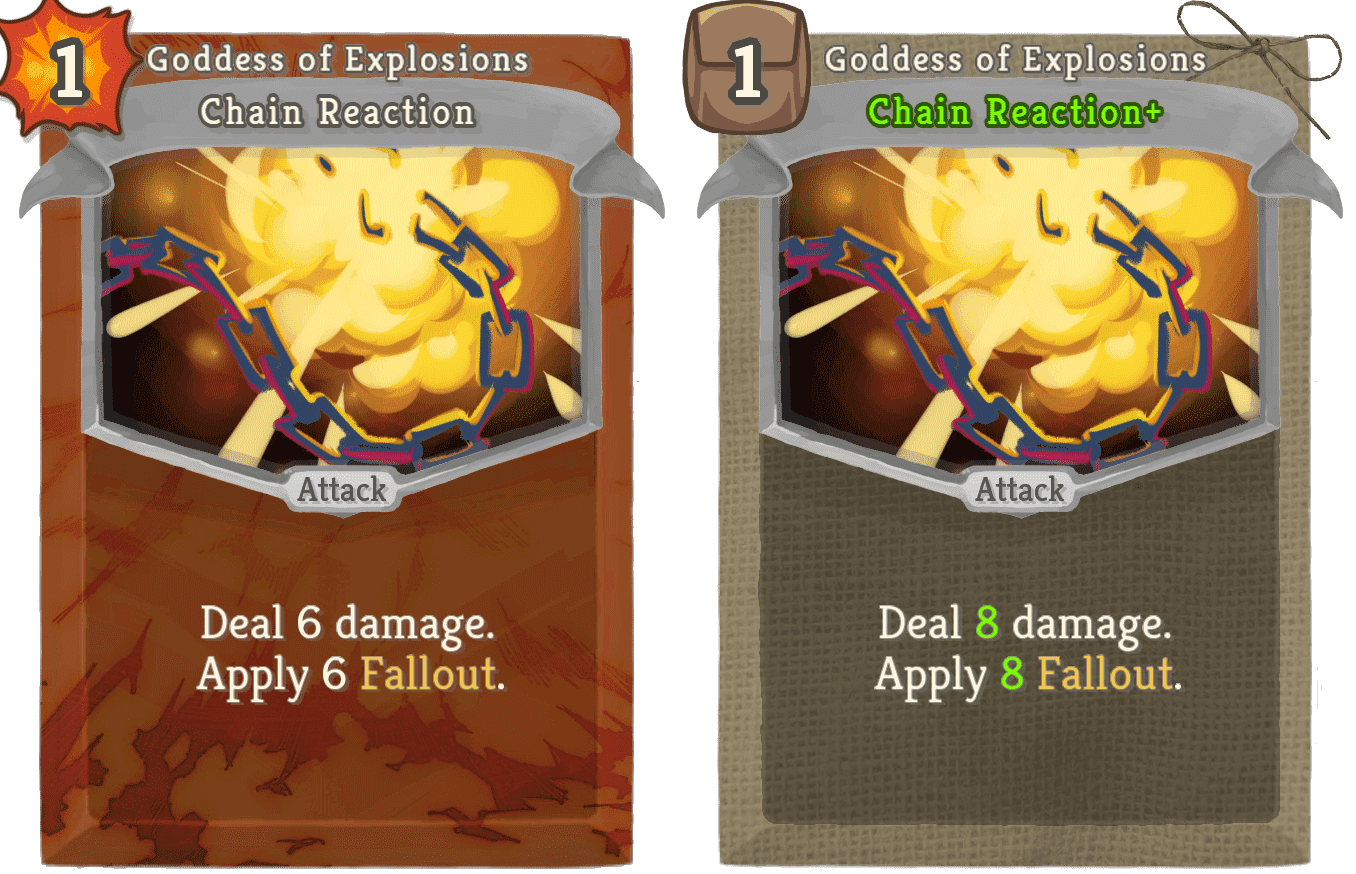 1
Goddess of Explosions
Chain Reaction
Attack
Deal 6 damage.
Apply 6 Fallout.
1
Goddess of Explosions
Chain Reaction+
Attack
Deal 8 damage.
Apply 8 Fallout.